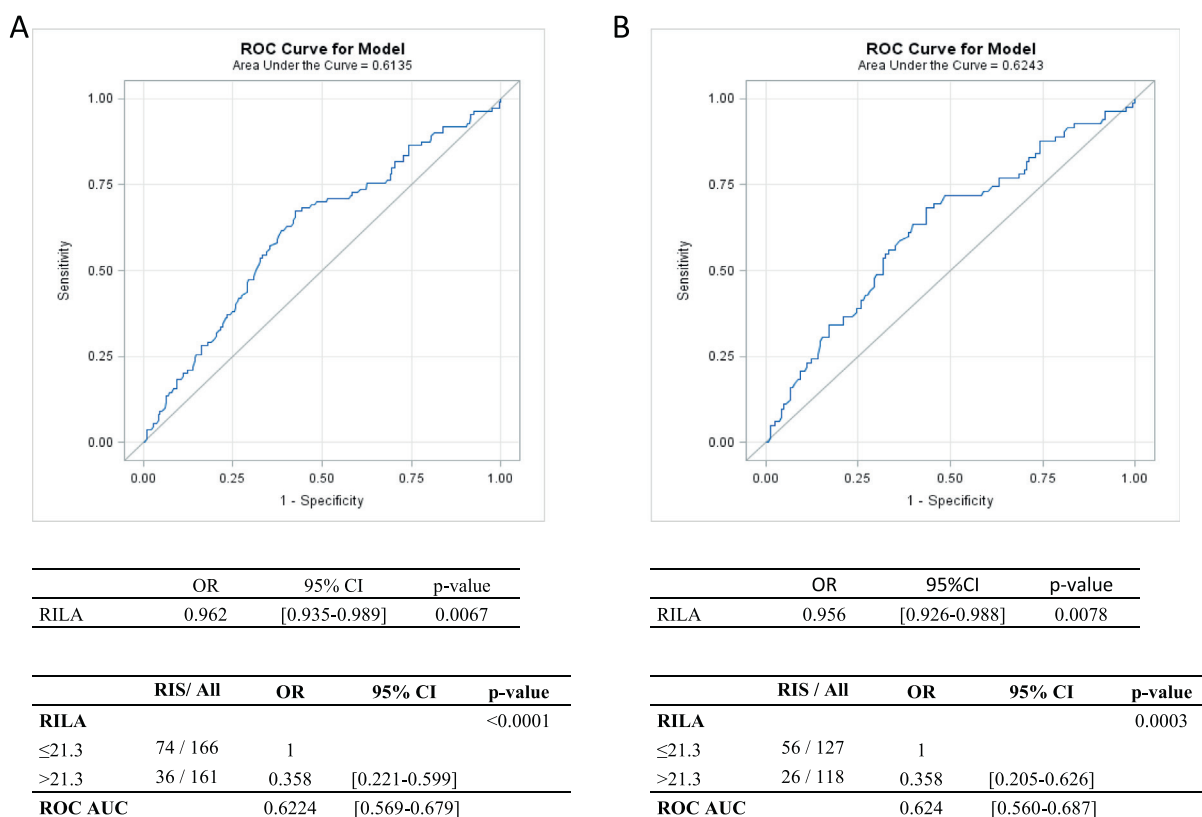 A
ROC Curve for Model
Area Under the Curve = 0.6135
1.00
0.75
0.50
0.25
0.00
Sensitivity
0.00 0.25 0.50 0.75 1.00
1 - Specificity
OR 95% CI p-value
RILA 0.962 [0.935-0.989] 0.0067
RIS/ All OR 95% CI p-value
RILA <0.0001
≤21.3 74 / 166 1
>21.3 36 / 161 0.358 [0.221-0.599]
ROC AUC 0.6224 [0.569-0.679]
B
ROC Curve for Model
Area Under the Curve = 0.6243
1.00
0.75
0.50
0.25
0.00
Sensitivity
0.00 0.25 0.50 0.75 1.00
1 - Specificity
OR 95%CI p-value
RILA 0.956 [0.926-0.988] 0.0078
RIS / All OR 95% CI p-value
RILA 0.0003
≤21.3 56 / 127 1
>21.3 26 / 118 0.358 [0.205-0.626]
ROC AUC 0.624 [0.560-0.687]